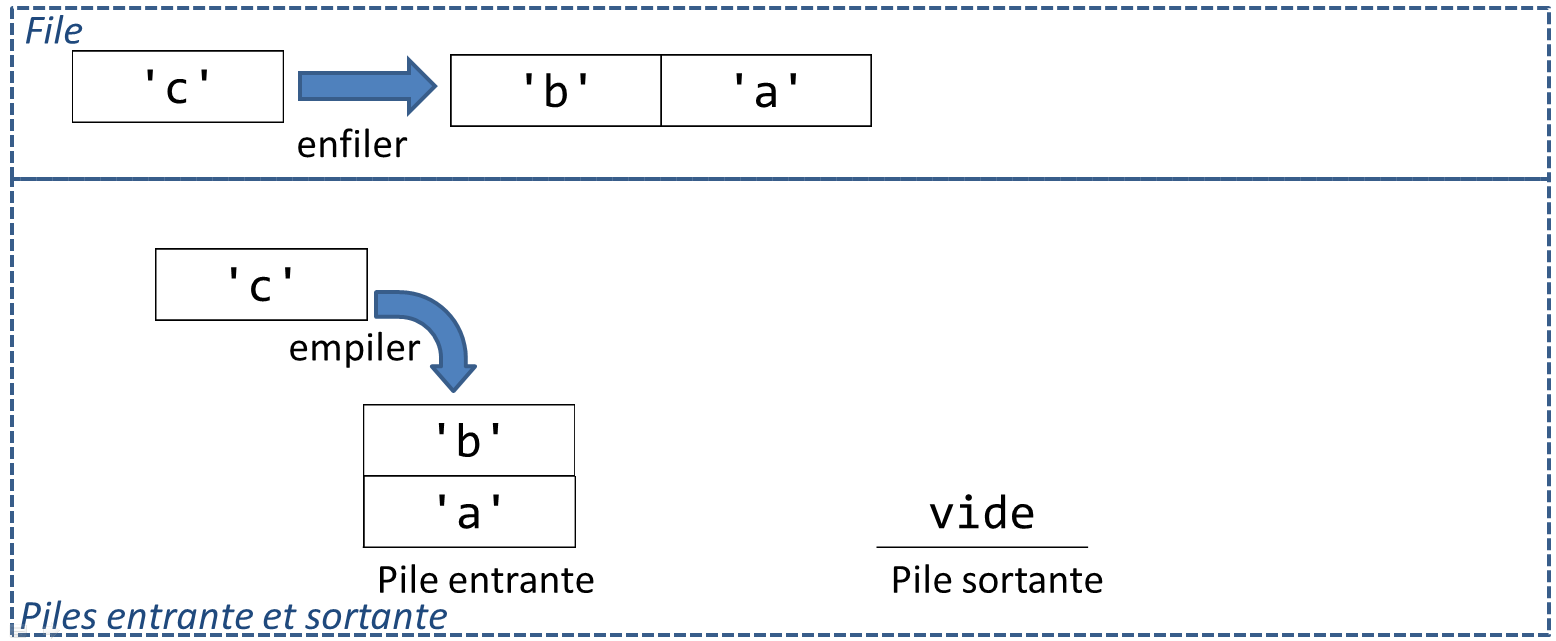 File
'c'
'b' 'a'
enfiler
'c'
empiler
'b'
'a'
vide
Pile entrante
Pile sortante
Piles entrante et sortante